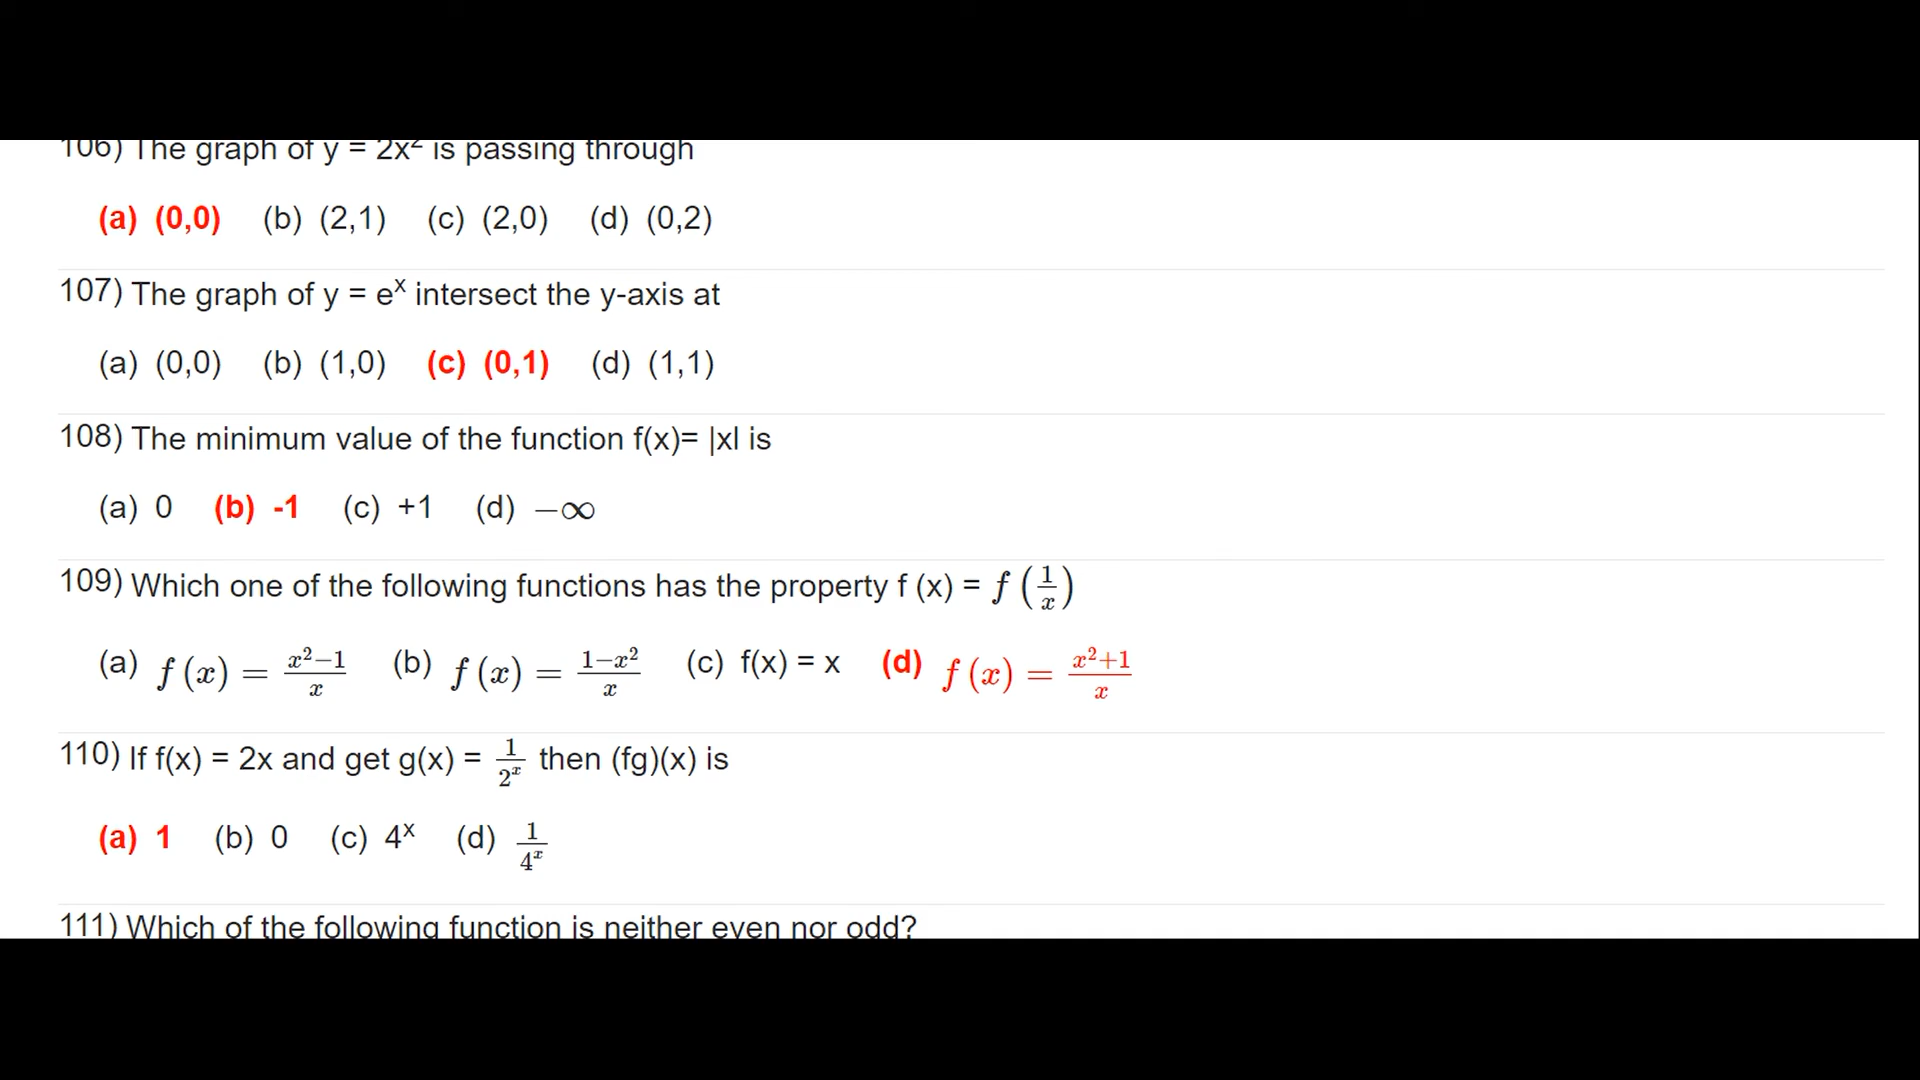 106) The graph of y = 2x² is passing through
(a) (0,0) (b) (2,1) (c) (2,0) (d) (0,2)
107) The graph of y = eˣ intersect the y-axis at
(a) (0,0) (b) (1,0) (c) (0,1) (d) (1,1)
108) The minimum value of the function f(x)= |xl is
(a) 0 (b) -1 (c) +1 (d) −∞
109) Which one of the following functions has the property f (x) = f (1/x)
(a) f (x) = x²−1/x (b) f (x) = 1−x²/x (c) f(x) = x (d) f (x) = x²+1/x
110) If f(x) = 2x and get g(x) = 1/2ˣ then (fg)(x) is
(a) 1 (b) 0 (c) 4ˣ (d) 1/4ˣ
111) Which of the following function is neither even nor odd?